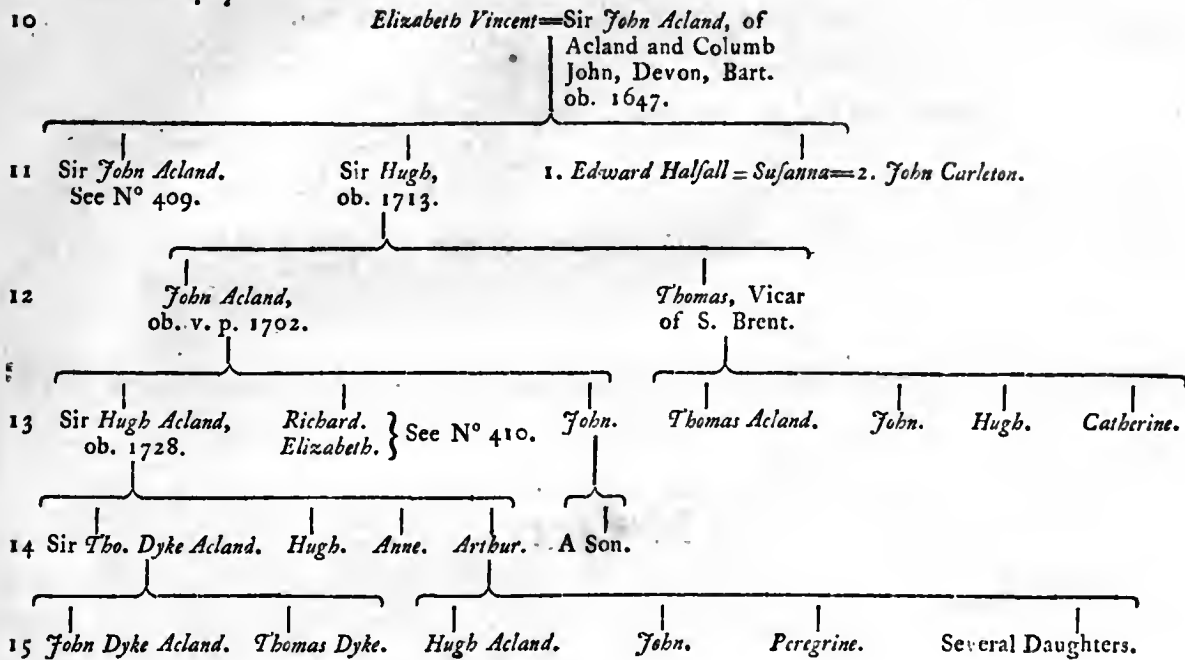 10 Elizabeth Vincent=Sir John Acland, of
Acland and Columb
John, Devon, Bart.
ob. 1647.
11 Sir John Acland. Sir Hugh, 1. Edward Halſall = Suſanna=2. John Carleton.
See N° 409. ob. 1713.
12 John Acland, Thomas, Vicar
ob. v. p. 1702. of S. Brent.
13 Sir Hugh Acland, Richard. } See N° 410. John. Thomas Acland. John. Hugh. Catherine.
ob. 1728. Elizabeth.
14 Sir Tho. Dyke Acland. Hugh. Anne. Arthur. A Son.
15 John Dyke Acland. Thomas Dyke. Hugh Acland. John. Peregrine. Several Daughters.